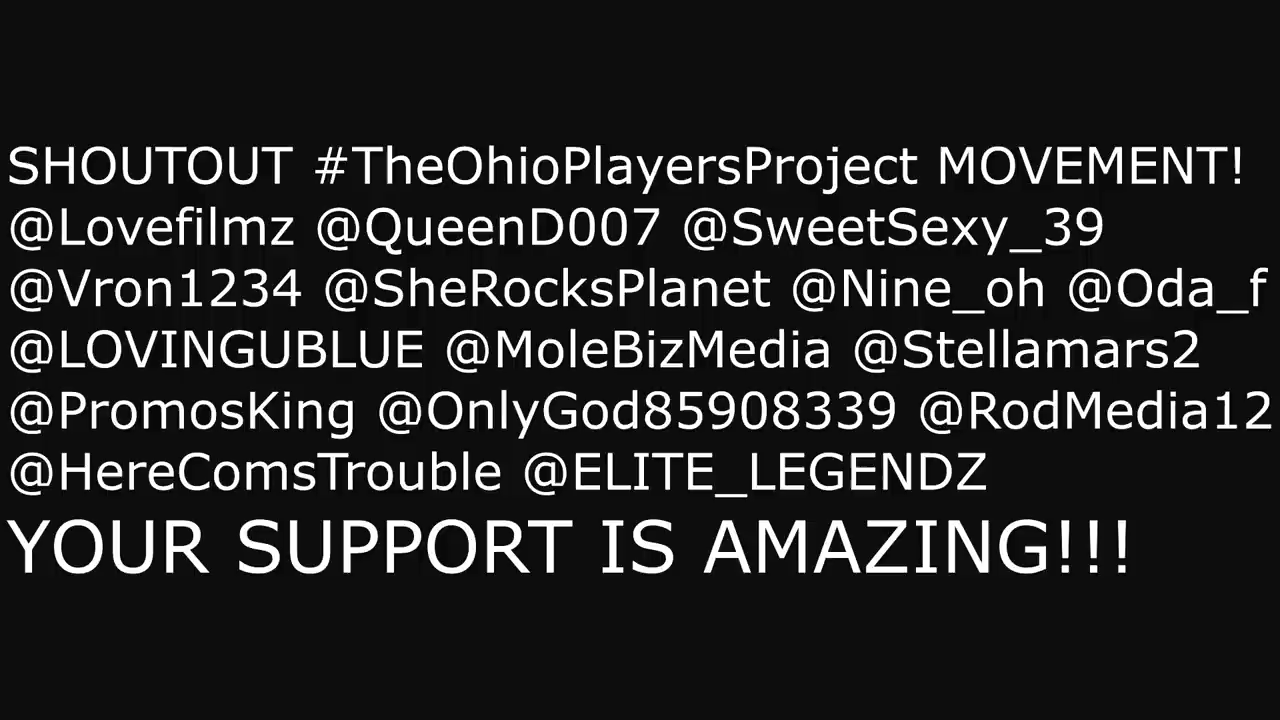 SHOUTOUT #TheOhioPlayersProject MOVEMENT!
@Lovefilmz @QueenD007 @SweetSexy_39
@Vron1234 @SheRocksPlanet @Nine_oh @Oda_f
@LOVINGUBLUE @MoleBizMedia @Stellamars2
@PromosKing @OnlyGod85908339 @RodMedia12
@HereComsTrouble @ELITE_LEGENDZ
YOUR SUPPORT IS AMAZING!!!